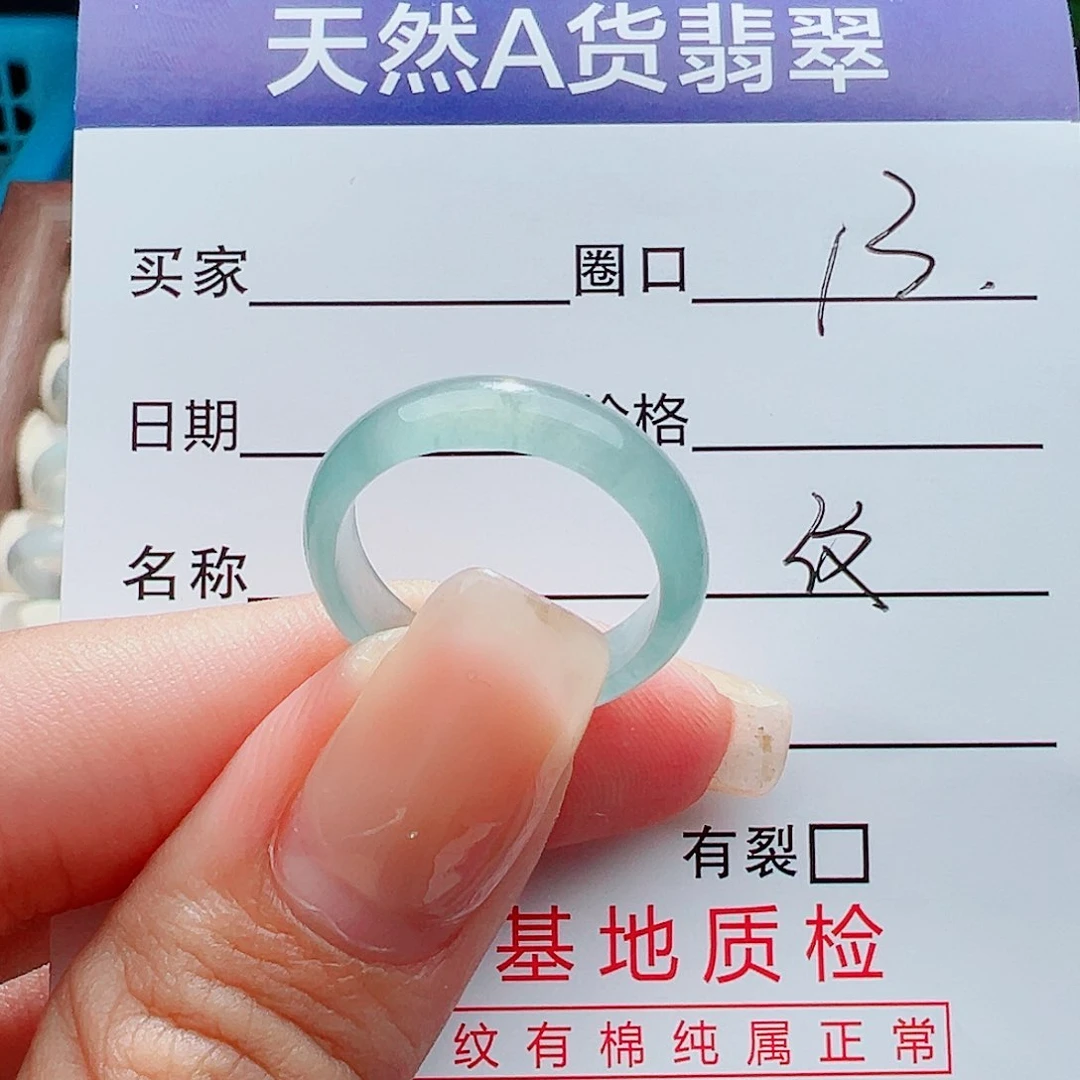 天然A货翡翠
买家 圈口 13.
日期 价格
名称 纹
有裂
基地质检
纹有棉纯属正常